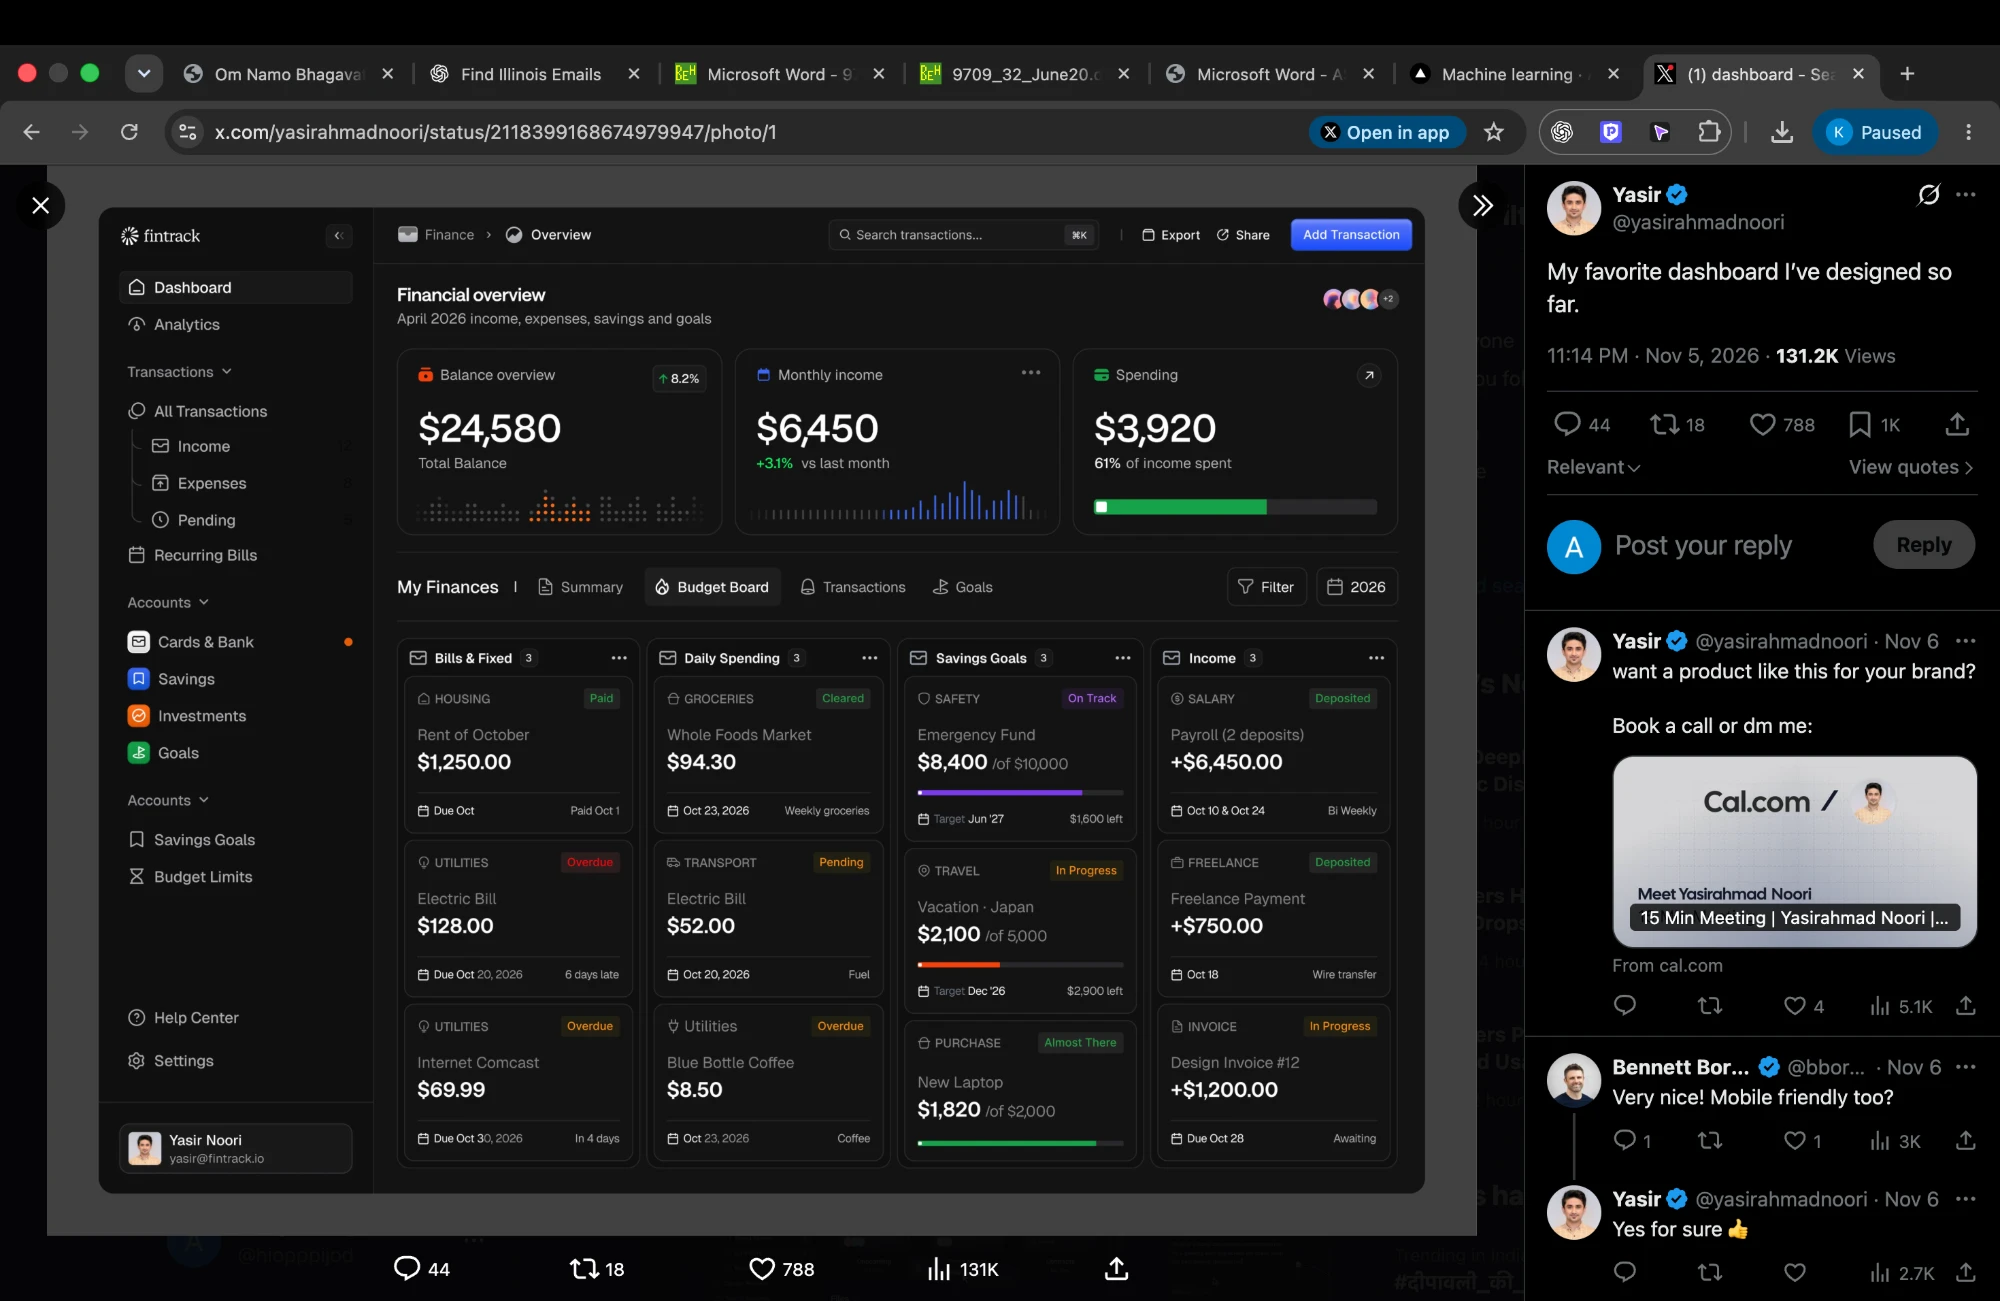 Om Namo Bhagava
Find Illinois Emails
Microsoft Word - 9
9709_32_June20.
Microsoft Word - A
Machine learning ·
(1) dashboard - Sea
x.com/yasirahmadnoori/status/2118399168674979947/photo/1
Open in app
K
Paused
fintrack
Dashboard
Analytics
Transactions
All Transactions
Income
12
Expenses
8
Pending
5
Recurring Bills
Accounts
Cards & Bank
Savings
Investments
Goals
Accounts
Savings Goals
Budget Limits
Help Center
Settings
Yasir Noori
yasir@fintrack.io
Finance › Overview
Search transactions...
⌘K
Export
Share
Add Transaction
Financial overview
April 2026 income, expenses, savings and goals
+2
Balance overview
↑ 8.2%
$24,580
Total Balance
Monthly income
$6,450
+3.1% vs last month
Spending
$3,920
61% of income spent
My Finances
Summary
Budget Board
Transactions
Goals
Filter
2026
Bills & Fixed 3
HOUSING
Paid
Rent of October
$1,250.00
Due Oct
Paid Oct 1
UTILITIES
Overdue
Electric Bill
$128.00
Due Oct 20, 2026
6 days late
UTILITIES
Overdue
Internet Comcast
$69.99
Due Oct 30, 2026
In 4 days
Daily Spending 3
GROCERIES
Cleared
Whole Foods Market
$94.30
Oct 23, 2026
Weekly groceries
TRANSPORT
Pending
Electric Bill
$52.00
Oct 20, 2026
Fuel
Utilities
Overdue
Blue Bottle Coffee
$8.50
Oct 23, 2026
Coffee
Savings Goals 3
SAFETY
On Track
Emergency Fund
$8,400 /of $10,000
Target Jun '27
$1,600 left
TRAVEL
In Progress
Vacation · Japan
$2,100 /of 5,000
Target Dec '26
$2,900 left
PURCHASE
Almost There
New Laptop
$1,820 /of $2,000
Income 3
SALARY
Deposited
Payroll (2 deposits)
+$6,450.00
Oct 10 & Oct 24
Bi Weekly
FREELANCE
Deposited
Freelance Payment
+$750.00
Oct 18
Wire transfer
INVOICE
In Progress
Design Invoice #12
+$1,200.00
Due Oct 28
Awaiting
44
18
788
131K
Yasir
@yasirahmadnoori
My favorite dashboard I've designed so
far.
11:14 PM · Nov 5, 2026 · 131.2K Views
44
18
788
1K
Relevant
View quotes
A
Post your reply
Reply
Yasir @yasirahmadnoori · Nov 6
want a product like this for your brand?
Book a call or dm me:
Cal.com /
Meet Yasirahmad Noori
15 Min Meeting | Yasirahmad Noori |...
From cal.com
4
5.1K
Bennett Bor... @bbor... · Nov 6
Very nice! Mobile friendly too?
1
1
3K
Yasir @yasirahmadnoori · Nov 6
Yes for sure 👍
2.7K